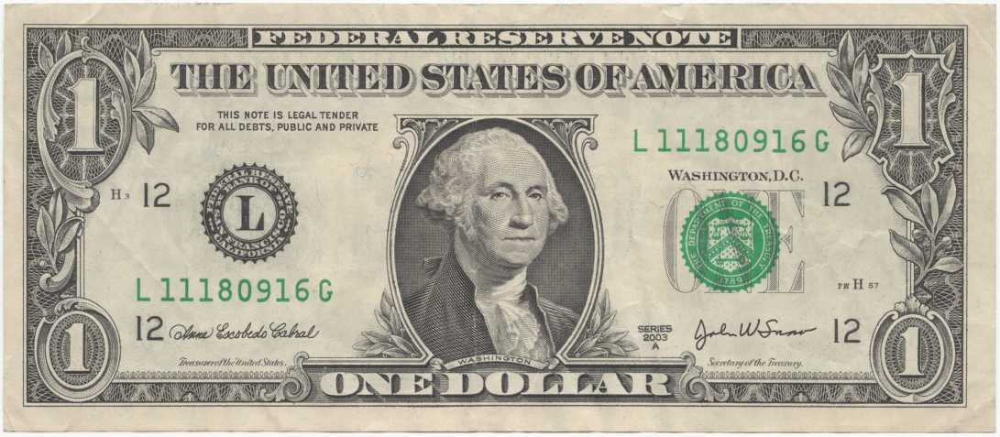 FEDERAL RESERVE NOTE
THE UNITED STATES OF AMERICA
1
1
THIS NOTE IS LEGAL TENDER
FOR ALL DEBTS, PUBLIC AND PRIVATE
L 11180916 G
WASHINGTON, D.C.
H 3
12
12
FEDERAL RESERVE BANK OF SAN FRANCISCO CALIFORNIA
L
ONE
THE DEPARTMENT OF THE TREASURY
1789
L 11180916 G
FW H 57
12
Anna Escobedo Cabral
Treasurer of the United States.
SERIES
2003
A
John W Snow
Secretary of the Treasury.
12
1
1
WASHINGTON
ONE DOLLAR